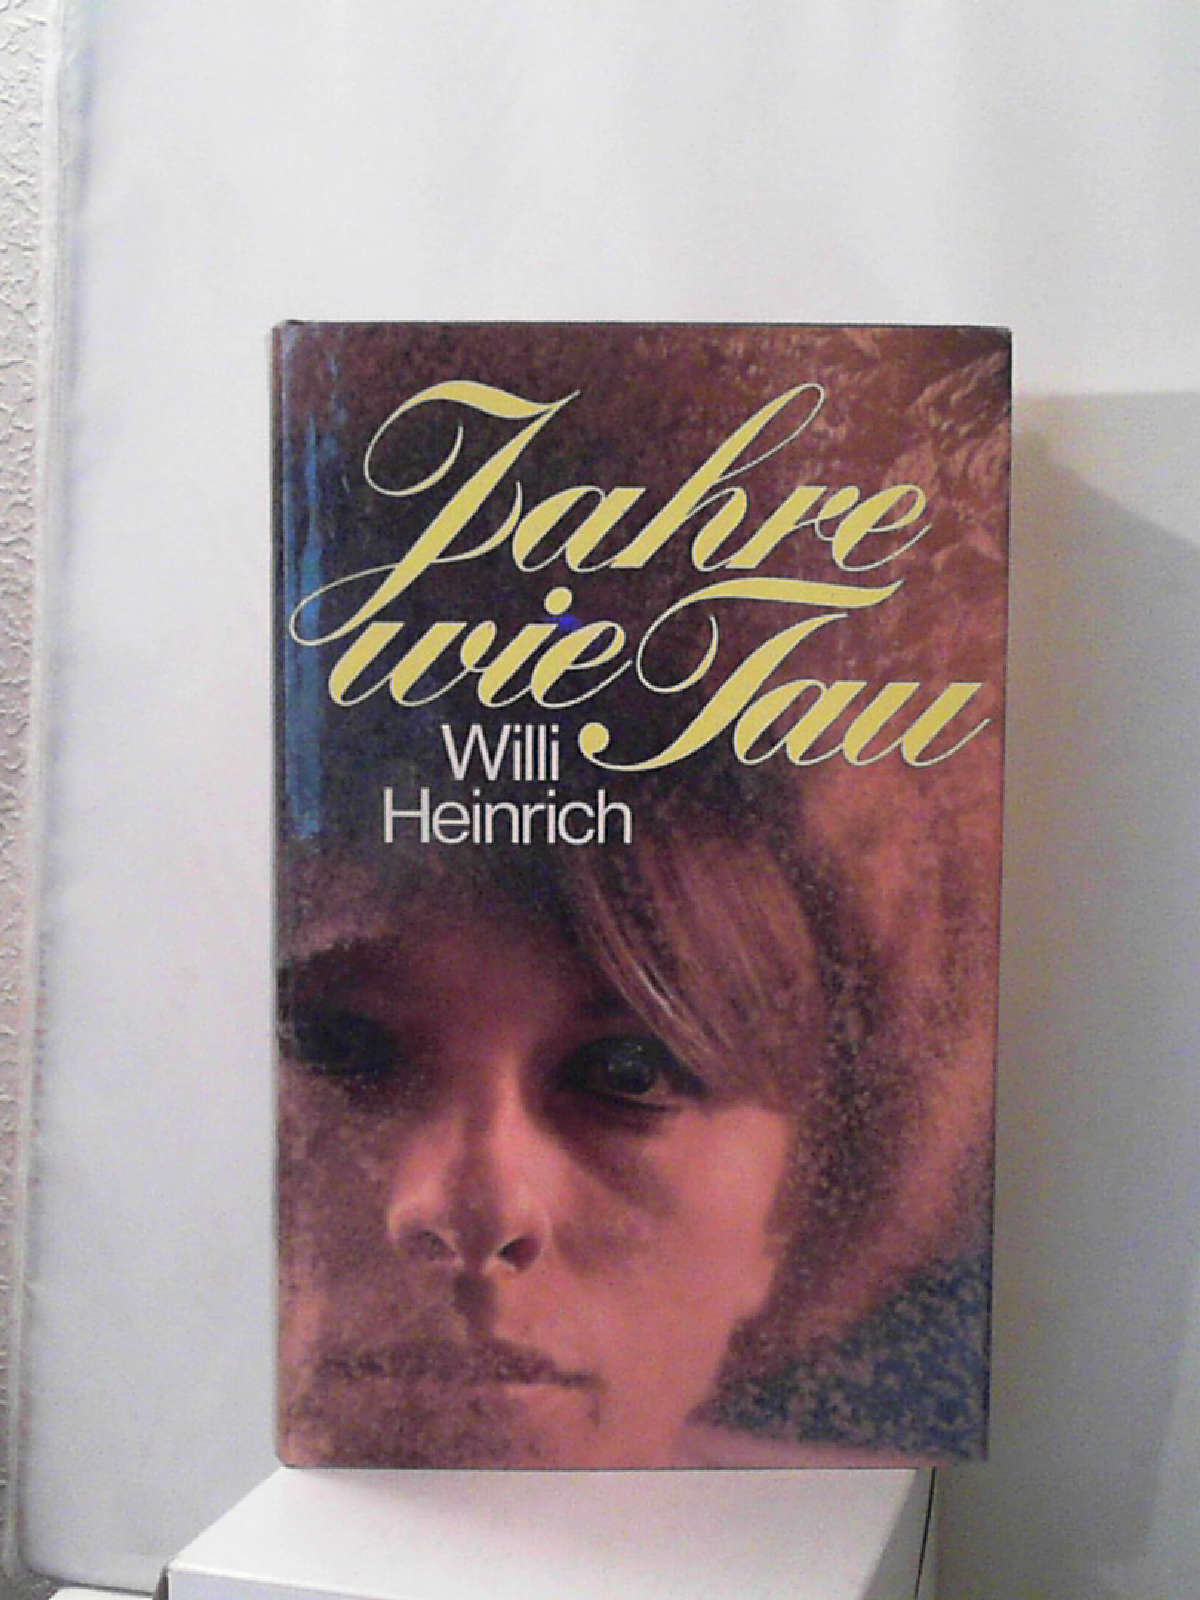 Jahre
wie Tau
Willi
Heinrich